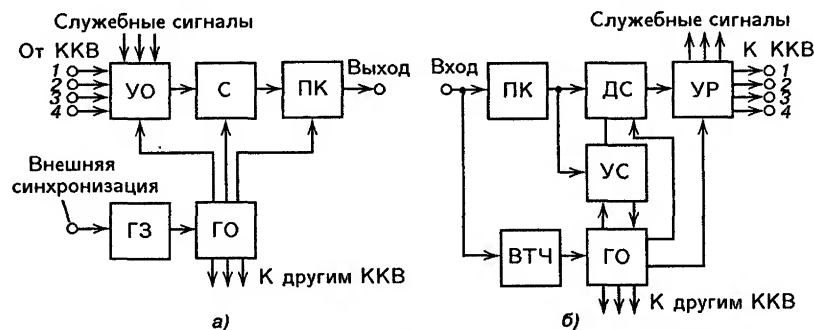 Служебные сигналы
От ККВ
1
2
3
4
УО
С
ПК
Выход
Внешняя
синхронизация
ГЗ
ГО
К другим ККВ
а)
Служебные сигналы
К ККВ
Вход
ПК
ДС
УР
1
2
3
4
УС
ВТЧ
ГО
К другим ККВ
б)